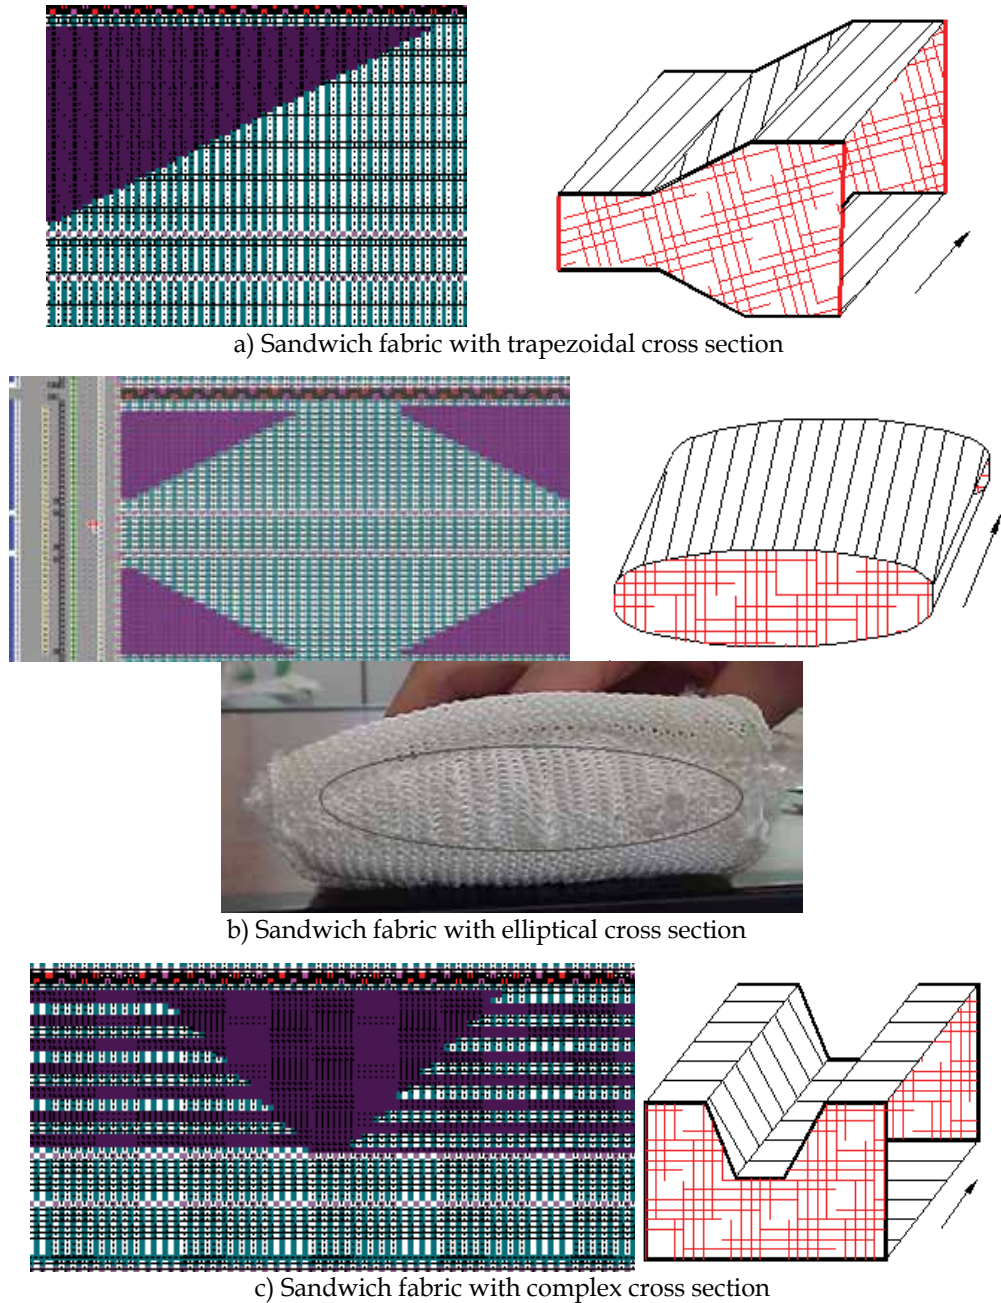 a) Sandwich fabric with trapezoidal cross section
b) Sandwich fabric with elliptical cross section
c) Sandwich fabric with complex cross section